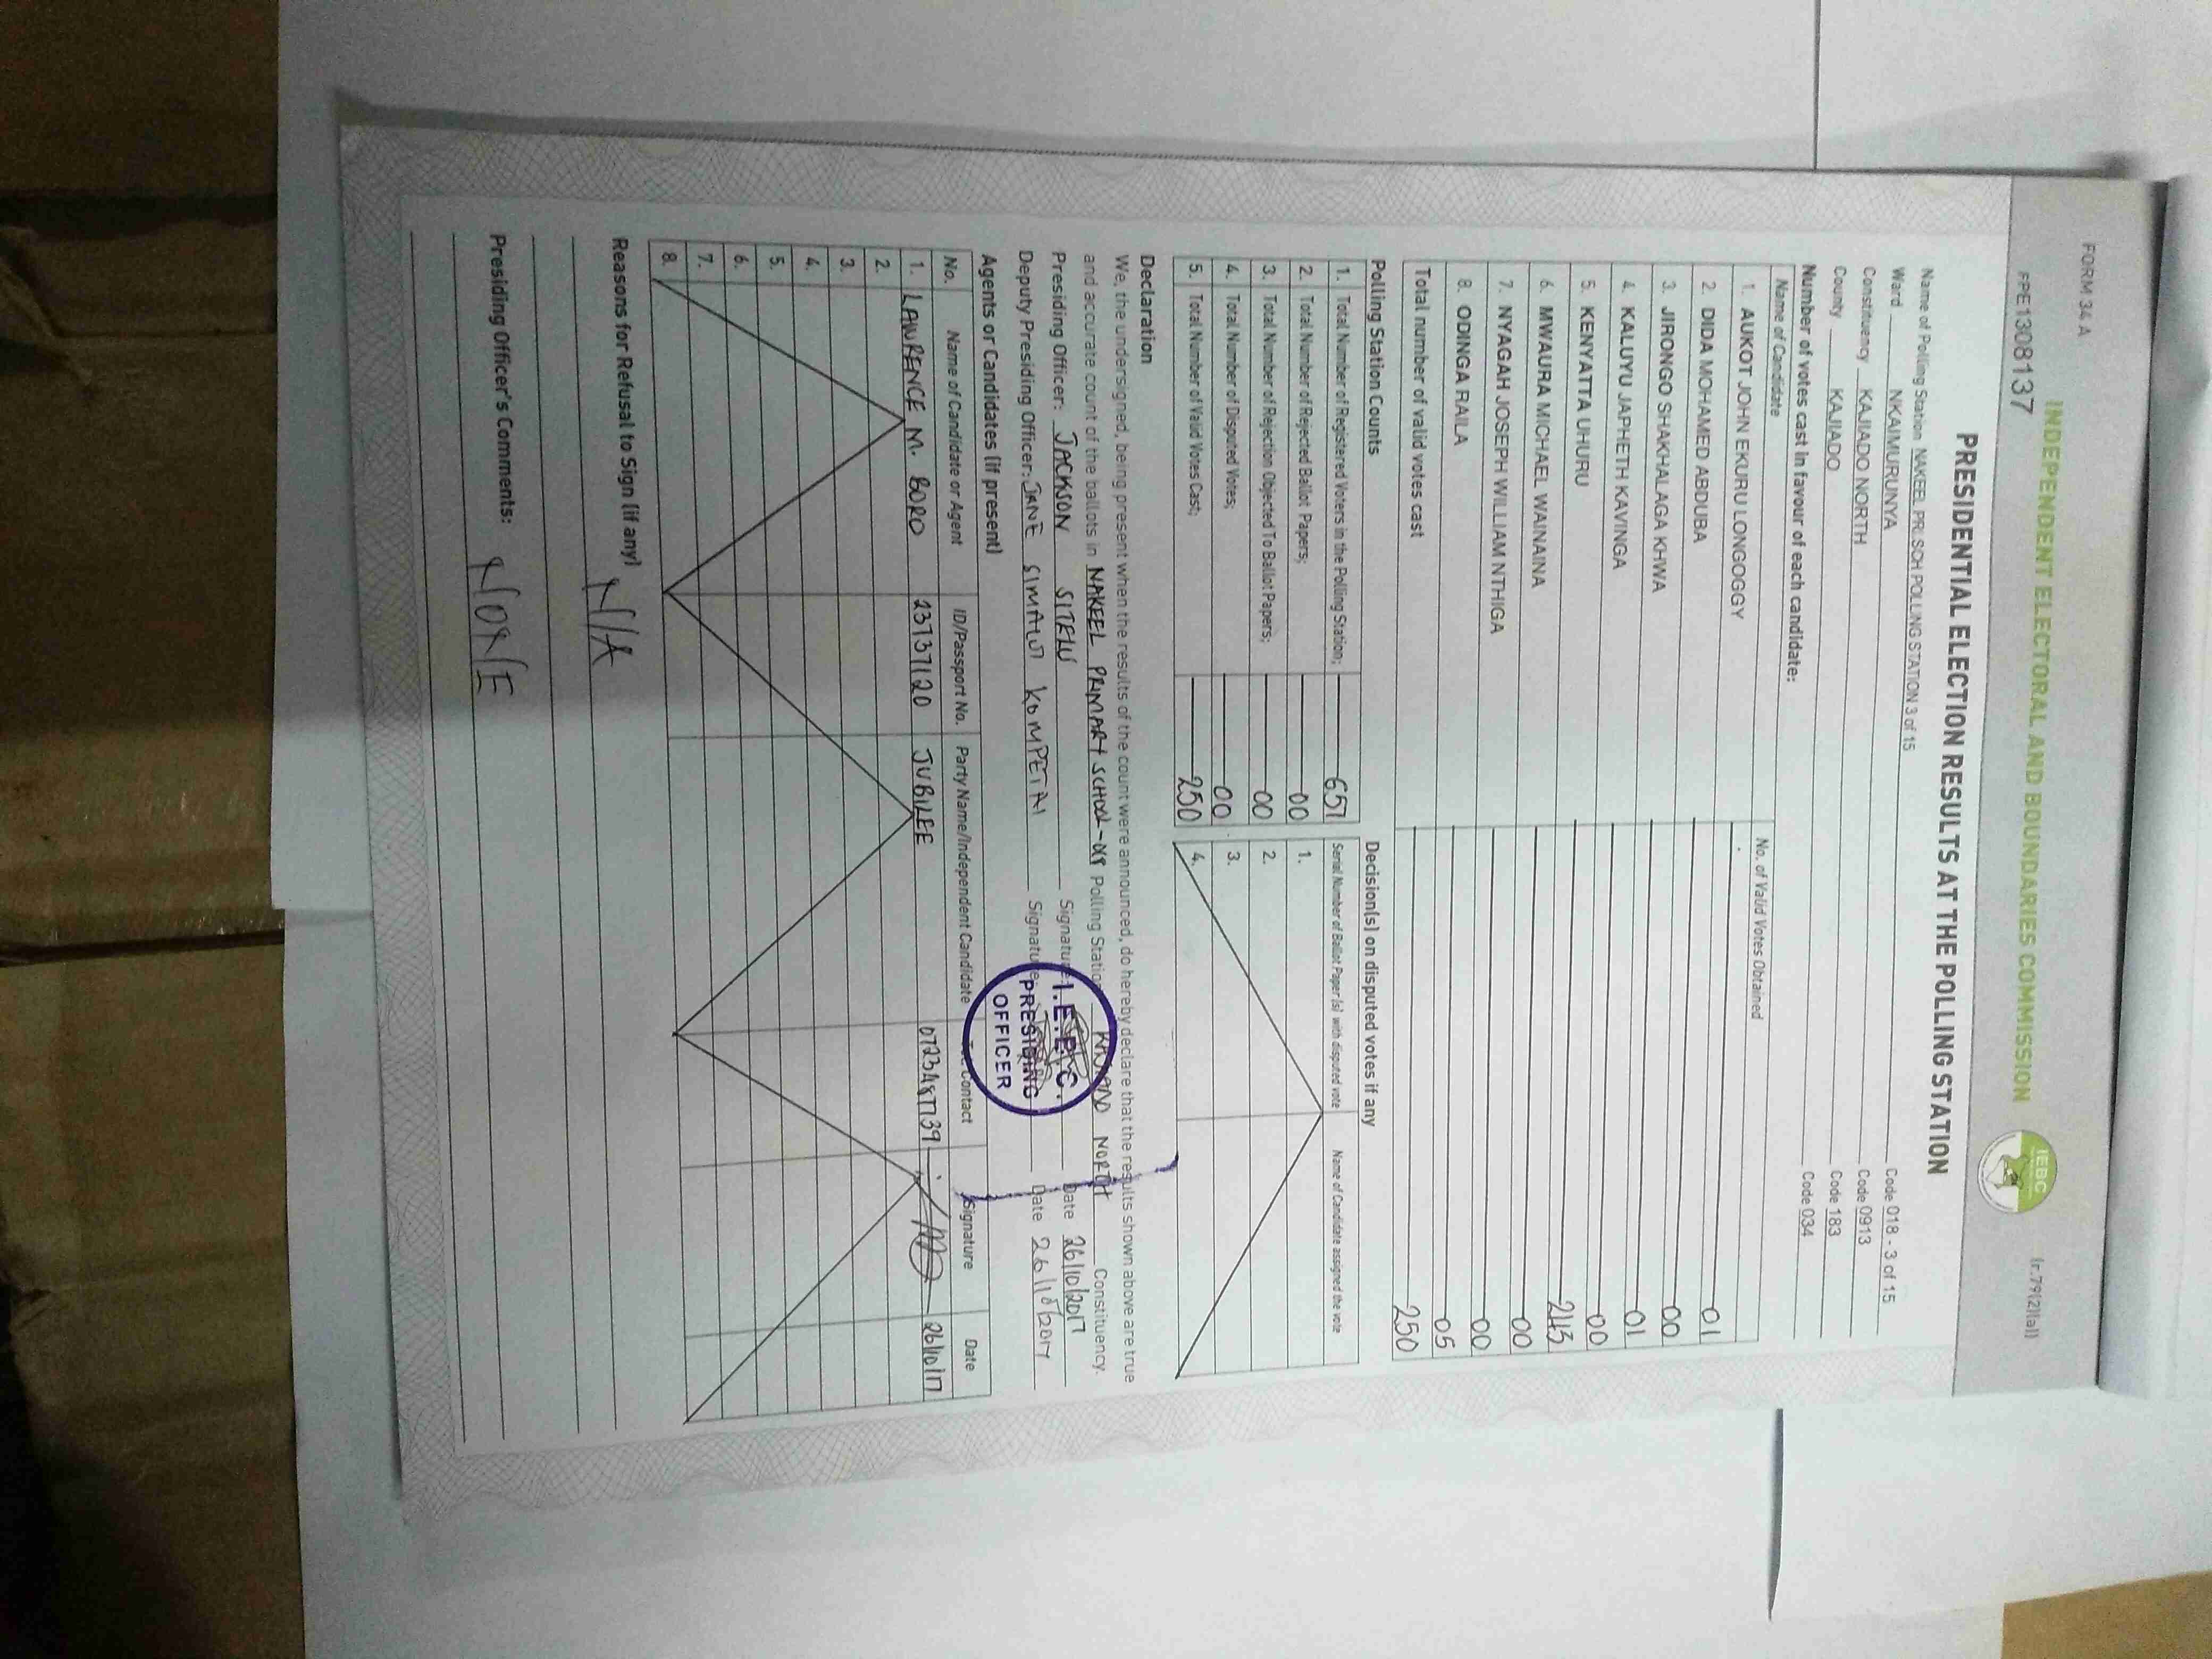 FORM 34 A
INDEPENDENT ELECTORAL AND BOUNDARIES COMMISSION
IEBC
(r.79(2)(a))
PPE1308137
PRESIDENTIAL ELECTION RESULTS AT THE POLLING STATION
Name of Polling Station NAKEEL PRI SCH POLLING STATION 3 of 15 Code 018 - 3 of 15
Ward NKAIMURUNYA Code 0913
Constituency KAJIADO NORTH Code 183
County KAJIADO Code 034
Number of votes cast in favour of each candidate:
Name of Candidate No. of Valid Votes Obtained
1. AUKOT JOHN EKURU LONGOGGY 01
2. DIDA MOHAMED ABDUBA 00
3. JIRONGO SHAKHALAGA KHWA 01
4. KALUYU JAPHETH KAVINGA 00
5. KENYATTA UHURU 243
6. MWAURA MICHAEL WAINAINA 00
7. NYAGAH JOSEPH WILLIAM NTHIGA 00
8. ODINGA RAILA 05
Total number of valid votes cast 250
Polling Station Counts
1. Total Number of Registered Voters in the Polling Station; 657
2. Total Number of Rejected Ballot Papers; 00
3. Total Number of Rejection Objected To Ballot Papers; 00
4. Total Number of Disputed Votes; 00
5. Total Number of Valid Votes Cast; 250
Decision(s) on disputed votes if any
Serial Number of Ballot Paper (s) with disputed vote Name of Candidate assigned the vote
1.
2.
3.
4.
Declaration
We, the undersigned, being present when the results of the count were announced, do hereby declare that the results shown above are true
and accurate count of the ballots in NAKEEL PRIMARY SCHOOL Polling Station NORTH Constituency.
Presiding Officer: JACKSON SITELU Signature Date 26/10/2017
Deputy Presiding Officer: JANE SIMALOI KOMPETAI Signature Date 26/10/2017
I.E.B.C.
PRESIDING
OFFICER
Agents or Candidates (if present)
No. Name of Candidate or Agent ID/Passport No. Party Name/Independent Candidate Contact Signature Date
1. LAWRENCE M. BORO 23737120 JUBILEE 0723487739 26/10/17
2.
3.
4.
5.
6.
7.
8.
Reasons for Refusal to Sign (if any) N/A
Presiding Officer's Comments: NONE